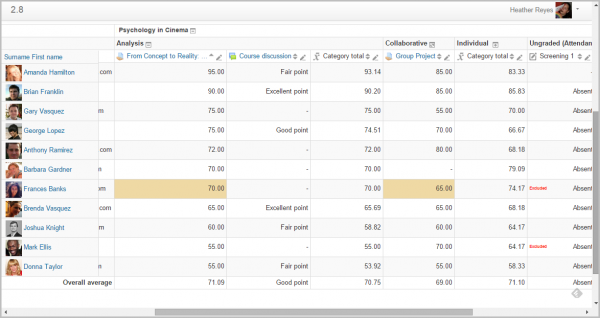 2.8 Heather Reyes
Psychology in Cinema
Analysis Collaborative Individual Ungraded (Attendan
Surname First name From Concept to Reality ... Course discussion Category total Group Project Category total Screening 1
Amanda Hamilton com 95.00 Fair point 93.14 85.00 83.33 -
Brian Franklin 90.00 Excellent point 90.20 85.00 85.83 Absent
Gary Vasquez m 75.00 - 75.00 55.00 70.00 Absent
George Lopez 75.00 Good point 74.51 70.00 66.67 Absent
Anthony Ramirez com 72.00 - 72.00 80.00 68.18 Absent
Barbara Gardner m 70.00 - 70.00 - 79.09 Absent
Frances Banks om 70.00 - 70.00 65.00 74.17 Excluded Absent
Brenda Vasquez om 65.00 Excellent point 65.69 65.00 68.18 Absent
Joshua Knight 60.00 Fair point 58.82 60.00 64.17 Absent
Mark Ellis m 55.00 - 55.00 70.00 64.17 Excluded Absent
Donna Taylor om 55.00 Fair point 53.92 55.00 58.33 Absent
Overall average 71.09 Good point 70.75 69.00 71.10 Absent